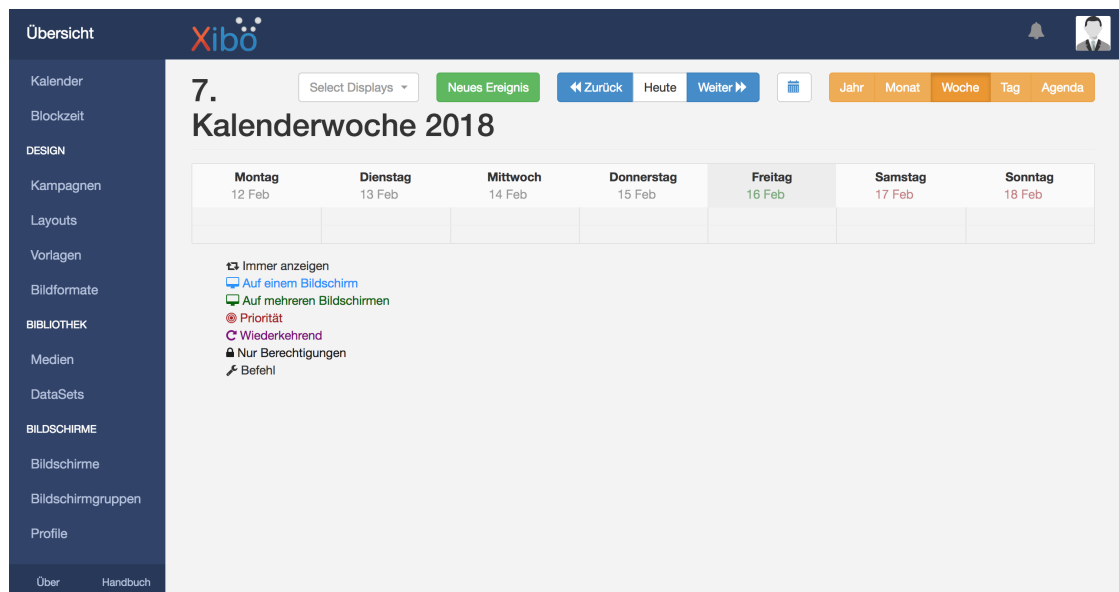 Übersicht
Xibo
Kalender
Blockzeit
DESIGN
Kampagnen
Layouts
Vorlagen
Bildformate
BIBLIOTHEK
Medien
DataSets
BILDSCHIRME
Bildschirme
Bildschirmgruppen
Profile
Über Handbuch
7.
Kalenderwoche 2018
Select Displays Neues Ereignis Zurück Heute Weiter Jahr Monat Woche Tag Agenda
Montag Dienstag Mittwoch Donnerstag Freitag Samstag Sonntag
12 Feb 13 Feb 14 Feb 15 Feb 16 Feb 17 Feb 18 Feb
Immer anzeigen
Auf einem Bildschirm
Auf mehreren Bildschirmen
Priorität
Wiederkehrend
Nur Berechtigungen
Befehl